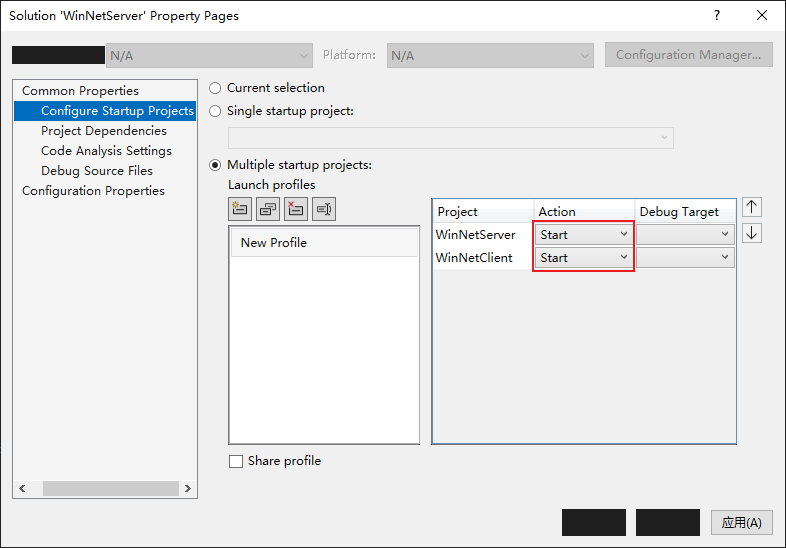 Solution 'WinNetServer' Property Pages
N/A
Platform:
N/A
Configuration Manager...
Common Properties
Configure Startup Projects
Project Dependencies
Code Analysis Settings
Debug Source Files
Configuration Properties
Current selection
Single startup project:
Multiple startup projects:
Launch profiles
New Profile
Project Action Debug Target
WinNetServer Start
WinNetClient Start
Share profile
应用(A)